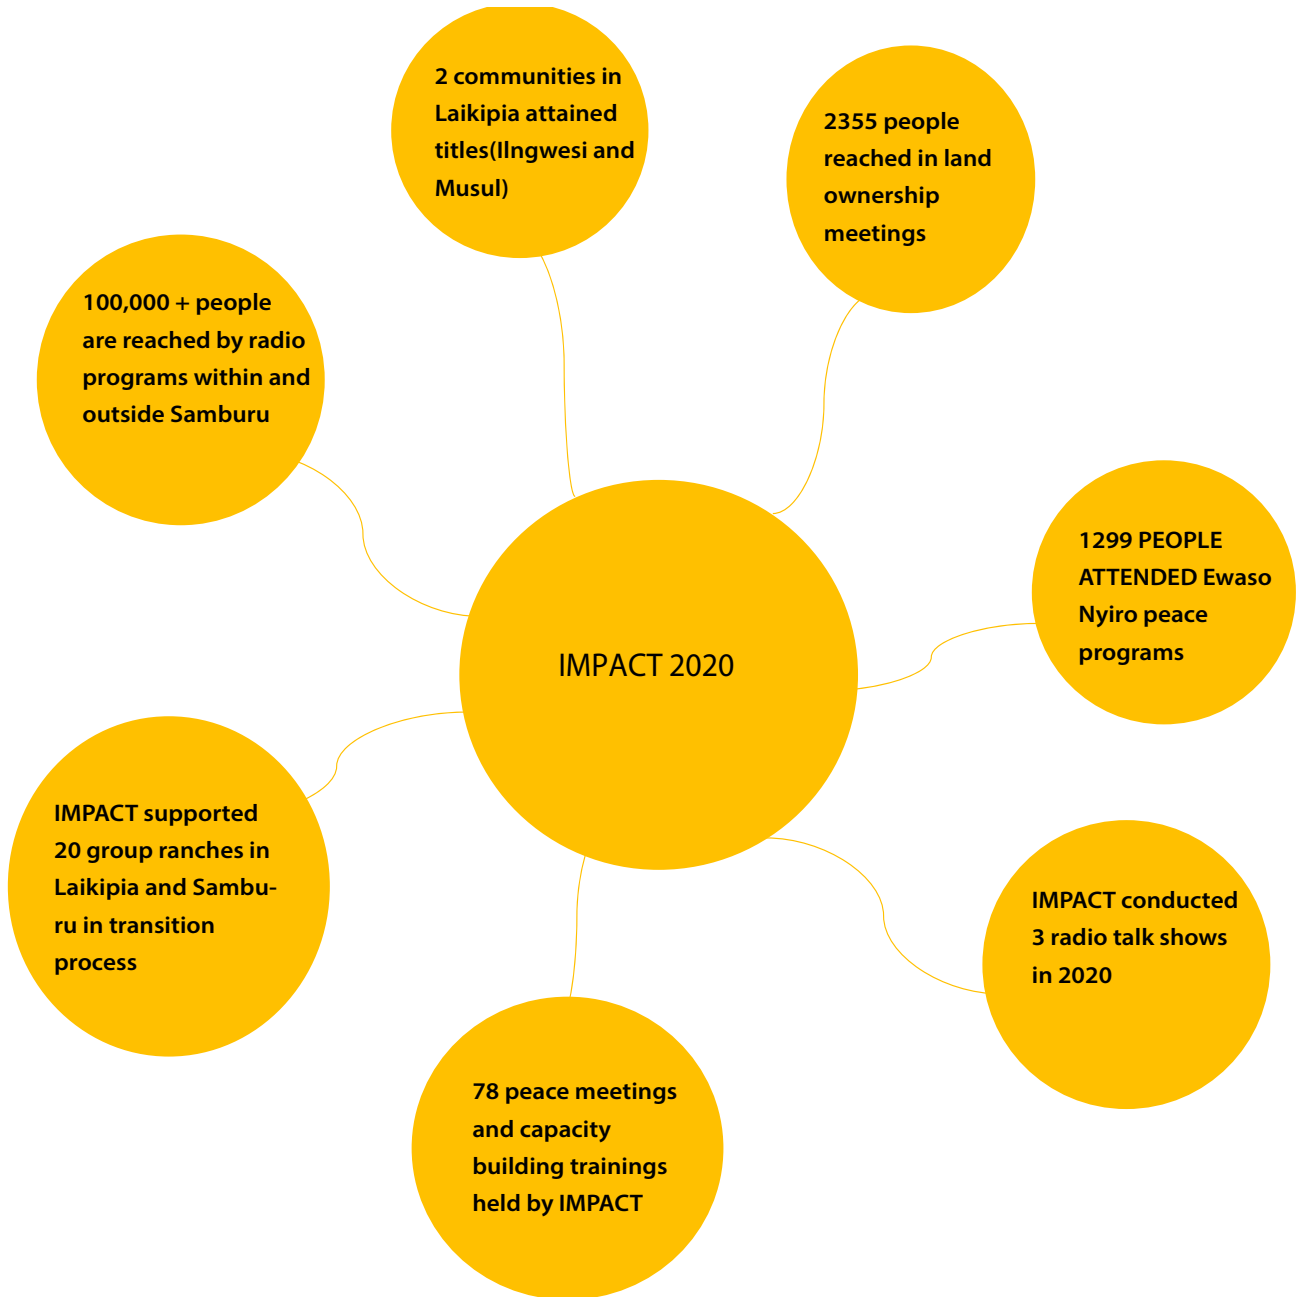 2 communities in
Laikipia attained
titles(IIngwesi and
Musul)
2355 people
reached in land
ownership
meetings
100,000 + people
are reached by radio
programs within and
outside Samburu
1299 PEOPLE
ATTENDED Ewaso
Nyiro peace
programs
IMPACT 2020
IMPACT supported
20 group ranches in
Laikipia and Sambu-
ru in transition
process
IMPACT conducted
3 radio talk shows
in 2020
78 peace meetings
and capacity
building trainings
held by IMPACT